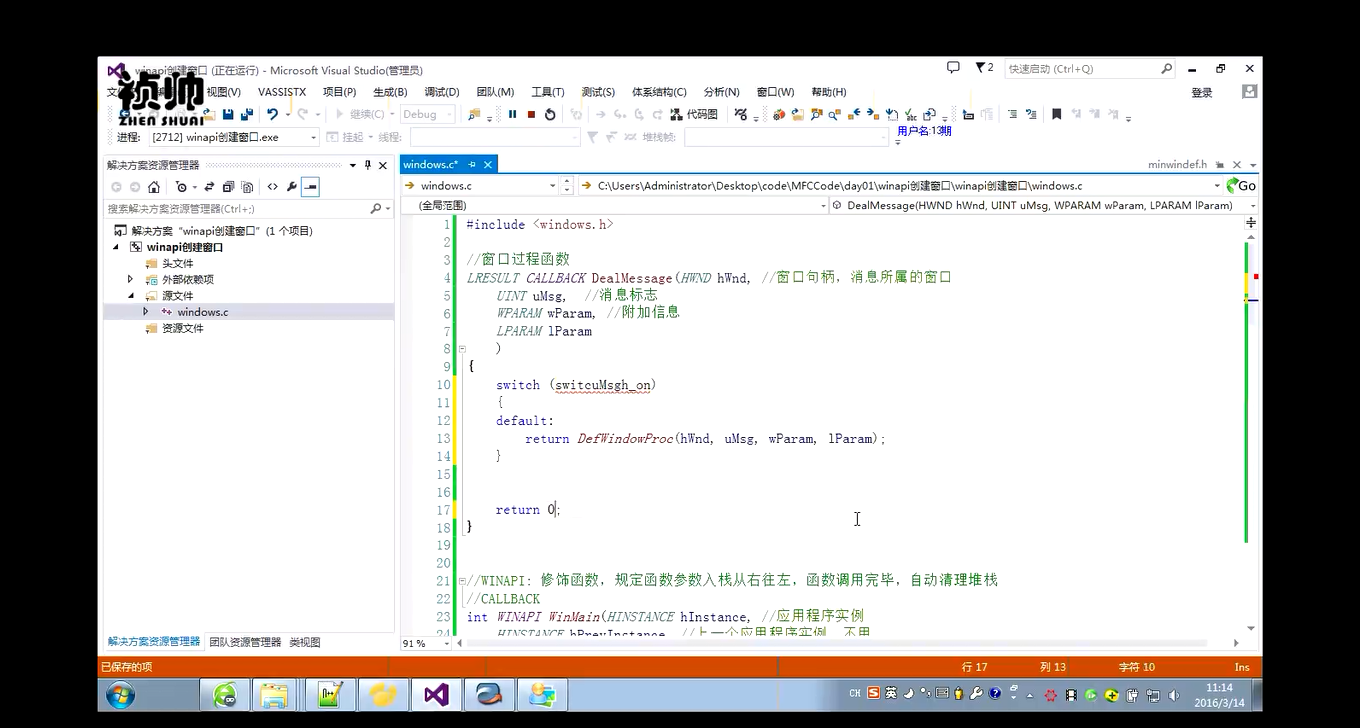 winapi创建窗口 (正在运行) - Microsoft Visual Studio(管理员)
2
快速启动 (Ctrl+Q)
祯帅
ZHEN SHUAI
视图(V) VASSISTX 项目(P) 生成(B) 调试(D) 团队(M) 工具(T) 测试(S) 体系结构(C) 分析(N) 窗口(W) 帮助(H)
登录
继续(C) Debug 代码图
进程: [2712] winapi创建窗口.exe 挂起 线程: 堆栈帧:
用户名:13期
解决方案资源管理器
windows.c*
minwindef.h
windows.c
C:\Users\Administrator\Desktop\code\MFCCode\day01\winapi创建窗口\winapi创建窗口\windows.c
Go
搜索解决方案资源管理器(Ctrl+;)
(全局范围)
DealMessage(HWND hWnd, UINT uMsg, WPARAM wParam, LPARAM lParam)
解决方案 "winapi创建窗口" (1 个项目)
winapi创建窗口
头文件
外部依赖项
源文件
windows.c
资源文件
1 #include <windows.h>
2
3 //窗口过程函数
4 LRESULT CALLBACK DealMessage(HWND hWnd, //窗口句柄，消息所属的窗口
5 UINT uMsg, //消息标志
6 WPARAM wParam, //附加信息
7 LPARAM lParam
8 )
9 {
10 switch (switcuMsgh_on)
11 {
12 default:
13 return DefWindowProc(hWnd, uMsg, wParam, lParam);
14 }
15
16
17 return 0;
18 }
19
20
21 //WINAPI: 修饰函数，规定函数参数入栈从右往左，函数调用完毕，自动清理堆栈
22 //CALLBACK
23 int WINAPI WinMain(HINSTANCE hInstance, //应用程序实例
24 HINSTANCE hPrevInstance, //上一个应用程序实例，不用
解决方案资源管理器 团队资源管理器 类视图
91 %
已保存的项
行 17 列 13 字符 10 Ins
CH 英
11:14
2016/3/14